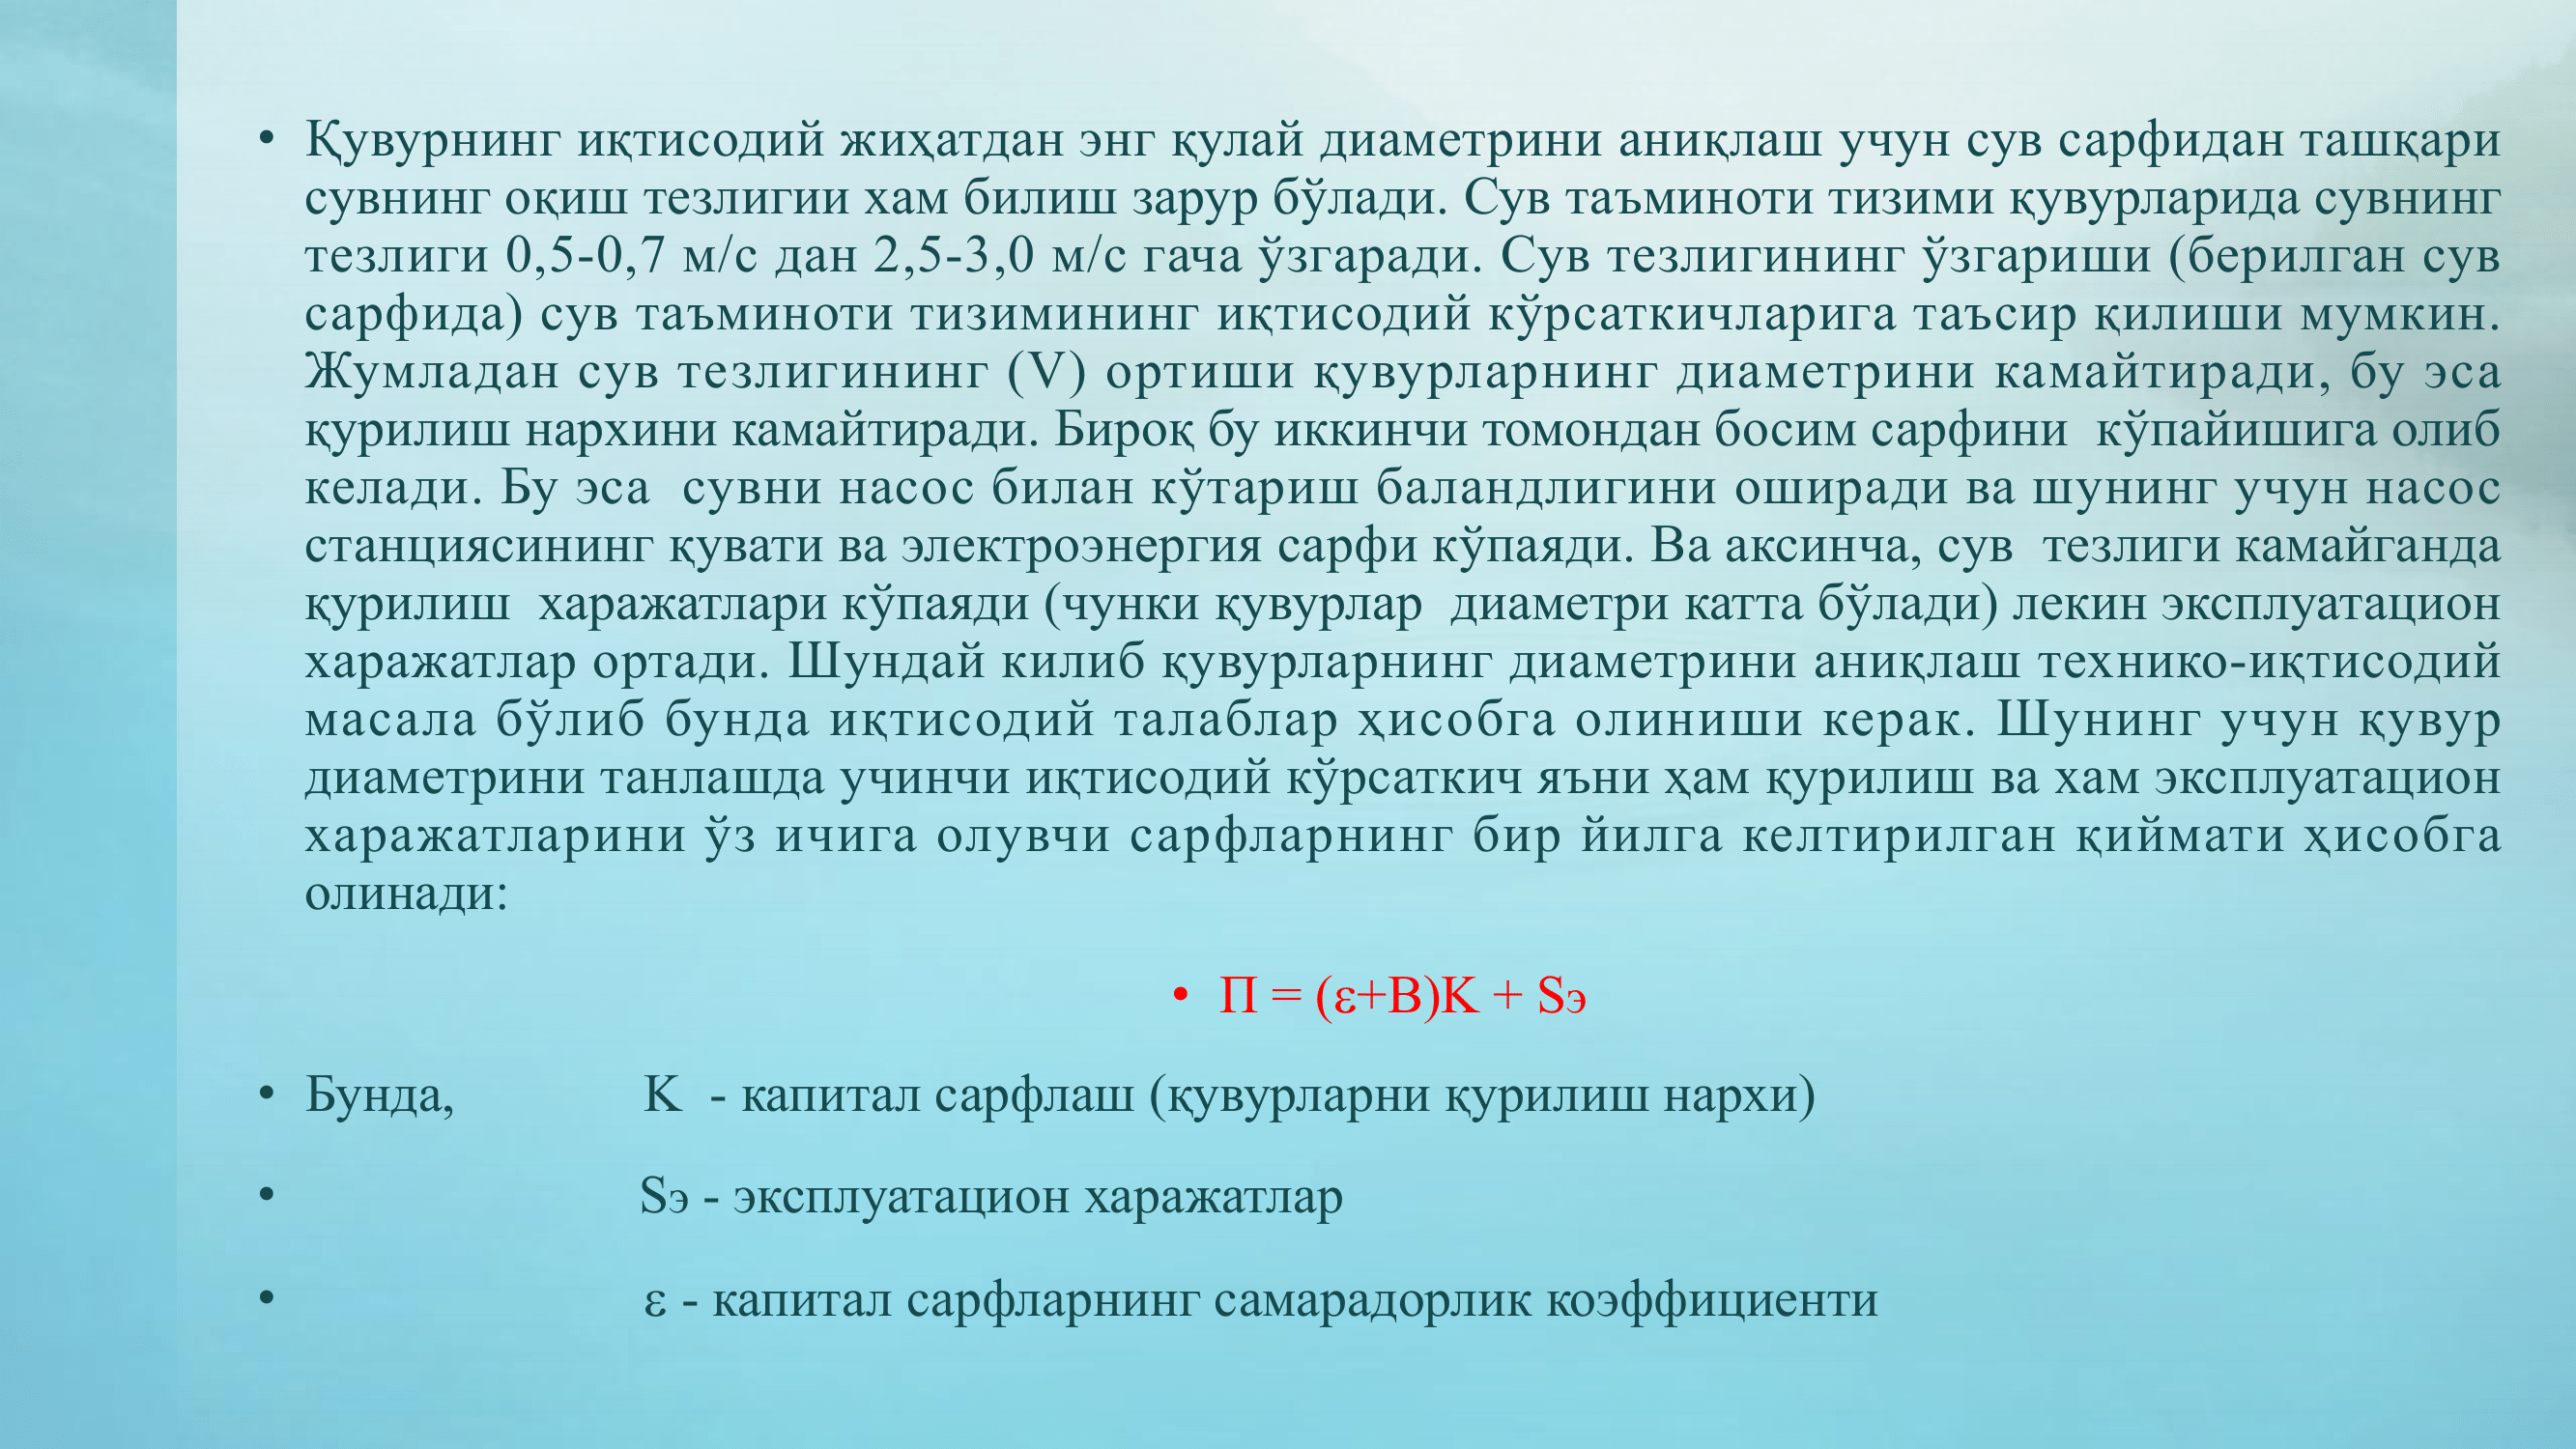 • Қувурнинг иқтисодий жиҳатдан энг қулай диаметрини аниқлаш учун сув сарфидан ташқари
сувнинг оқиш тезлигии хам билиш зарур бўлади. Сув таъминоти тизими қувурларида сувнинг
тезлиги 0,5-0,7 м/с дан 2,5-3,0 м/с гача ўзгаради. Сув тезлигининг ўзгариши (берилган сув
сарфида) сув таъминоти тизимининг иқтисодий кўрсаткичларига таъсир қилиши мумкин.
Жумладан сув тезлигининг (V) ортиши қувурларнинг диаметрини камайтиради, бу эса
қурилиш нархини камайтиради. Бироқ бу иккинчи томондан босим сарфини кўпайишига олиб
келади. Бу эса сувни насос билан кўтариш баландлигини оширади ва шунинг учун насос
станциясининг қувати ва электроэнергия сарфи кўпаяди. Ва аксинча, сув тезлиги камайганда
қурилиш харажатлари кўпаяди (чунки қувурлар диаметри катта бўлади) лекин эксплуатацион
харажатлар ортади. Шундай килиб қувурларнинг диаметрини аниқлаш технико-иқтисодий
масала бўлиб бунда иқтисодий талаблар ҳисобга олиниши керак. Шунинг учун қувур
диаметрини танлашда учинчи иқтисодий кўрсаткич яъни ҳам қурилиш ва хам эксплуатацион
харажатларини ўз ичига олувчи сарфларнинг бир йилга келтирилган қиймати ҳисобга
олинади:
• П = (ε+В)K + Sэ
• Бунда, K - капитал сарфлаш (қувурларни қурилиш нархи)
• Sэ - эксплуатацион харажатлар
• ε - капитал сарфларнинг самарадорлик коэффициенти